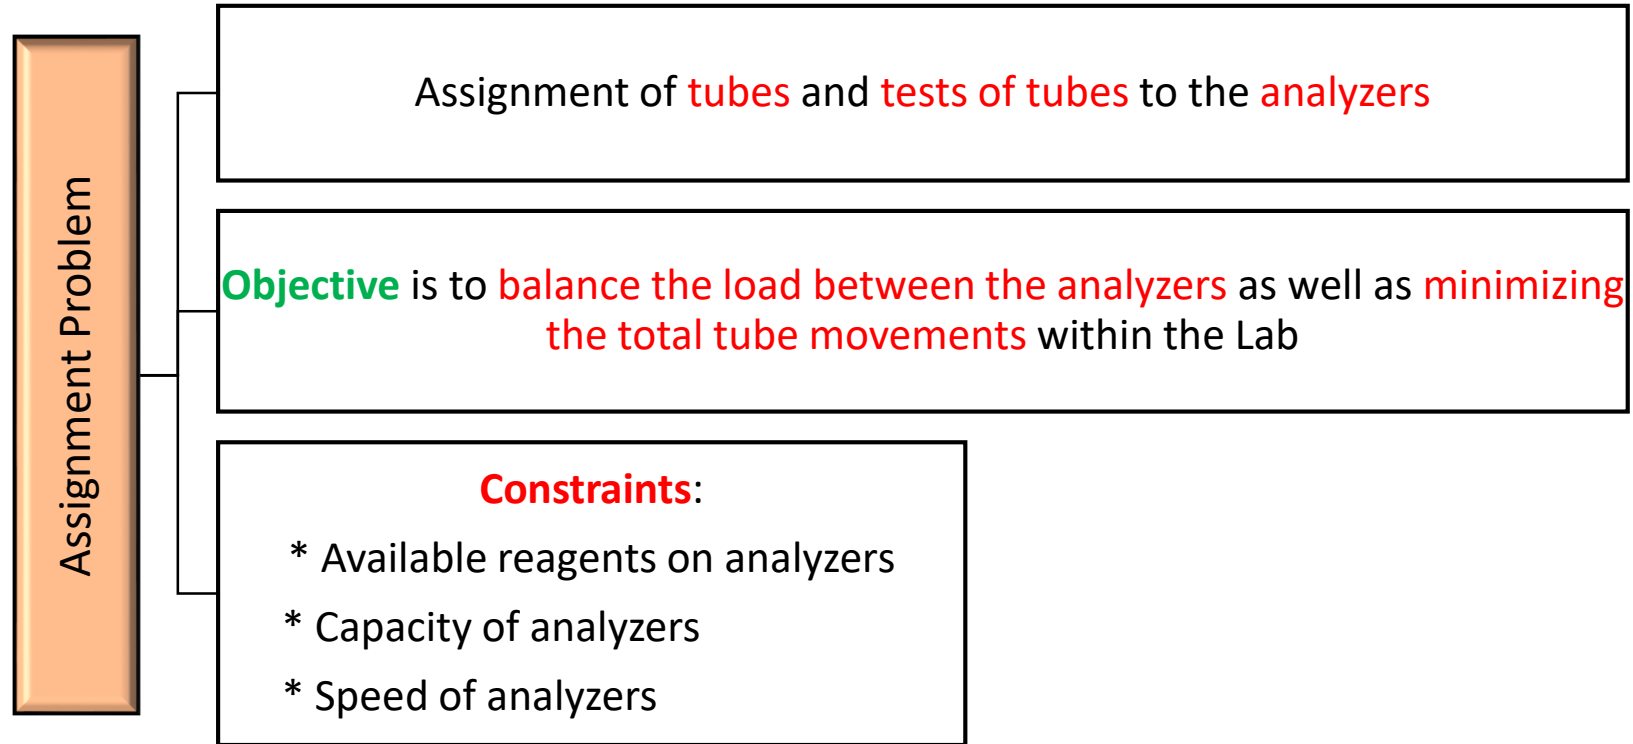 Assignment Problem
Assignment of tubes and tests of tubes to the analyzers
Objective is to balance the load between the analyzers as well as minimizing
the total tube movements within the Lab
Constraints:
* Available reagents on analyzers
* Capacity of analyzers
* Speed of analyzers